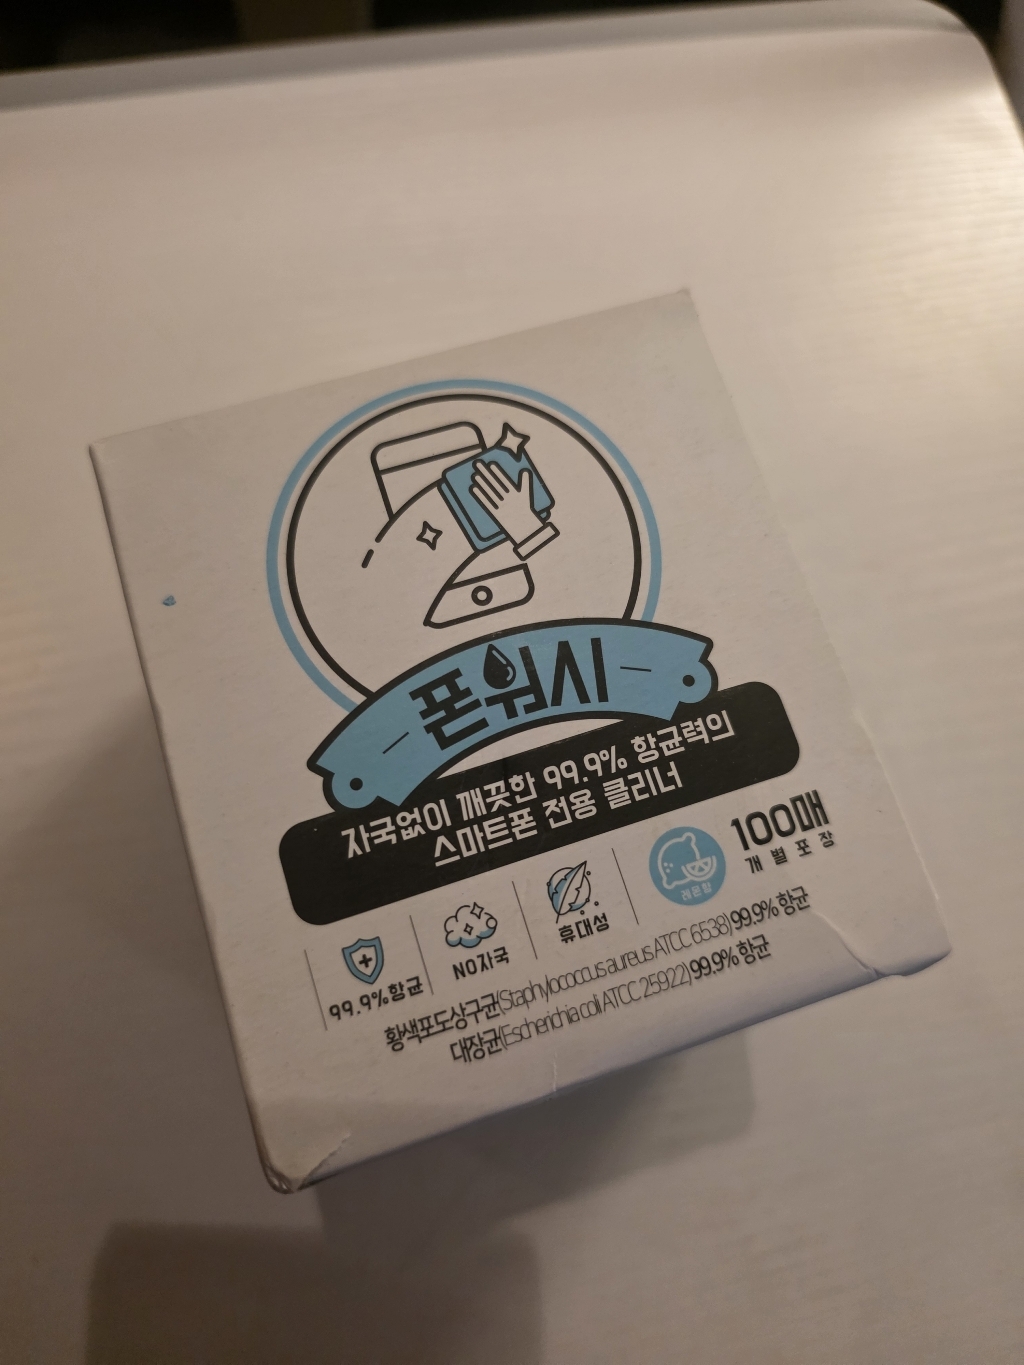 폰워시
자국없이 깨끗한 99.9% 항균력의
스마트폰 전용 클리너
99.9%항균
NO자국
휴대성
레몬향
100매
개별포장
황색포도상구균(Staphylococcus aureus ATCC 6538) 99.9% 항균
대장균(Escherichia coli ATCC 25922) 99.9% 항균